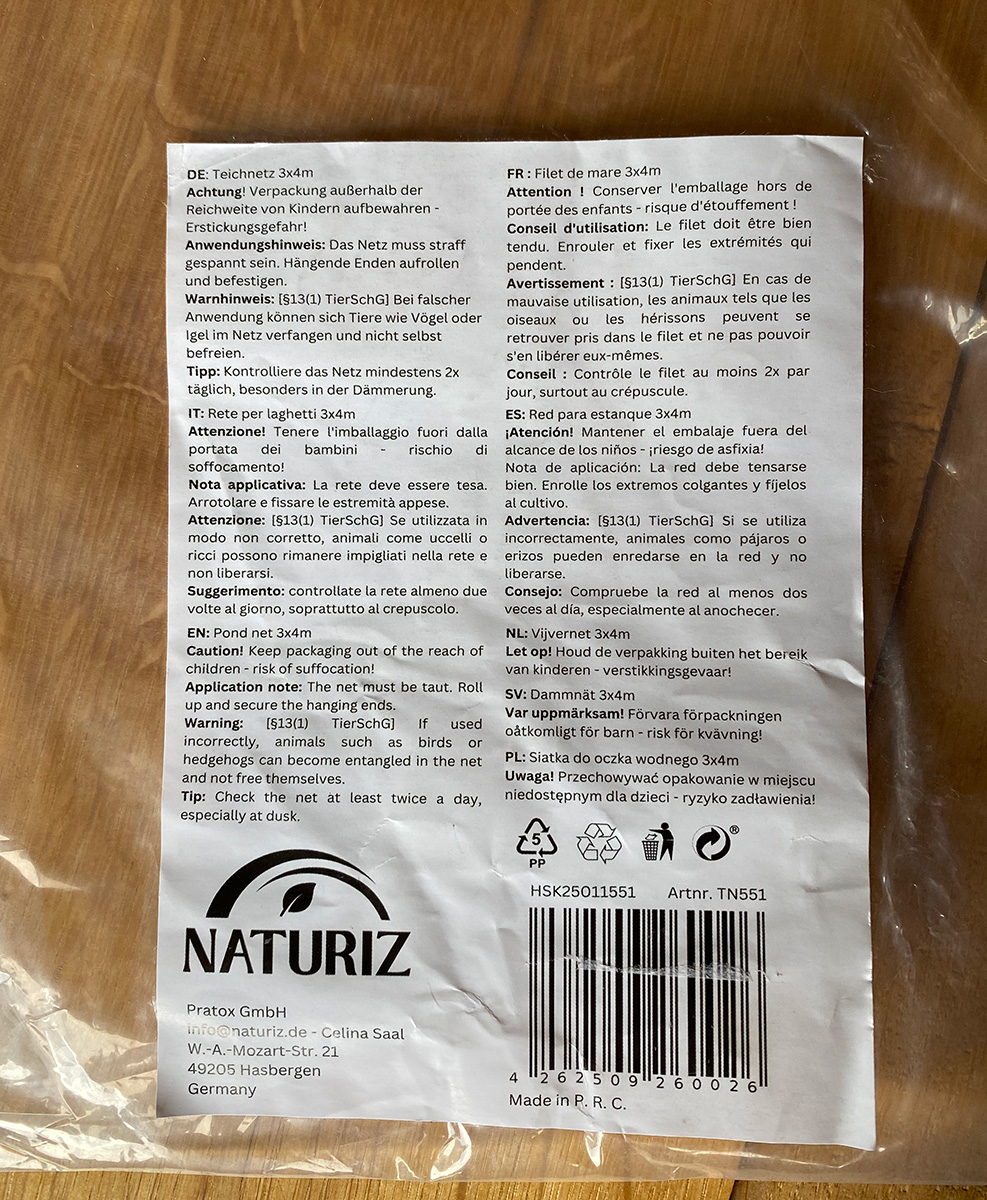 DE: Teichnetz 3x4m
Achtung! Verpackung außerhalb der
Reichweite von Kindern aufbewahren -
Erstickungsgefahr!
Anwendungshinweis: Das Netz muss straff
gespannt sein. Hängende Enden aufrollen
und befestigen.
Warnhinweis: [§13(1) TierSchG] Bei falscher
Anwendung können sich Tiere wie Vögel oder
Igel im Netz verfangen und nicht selbst
befreien.
Tipp: Kontrolliere das Netz mindestens 2x
täglich, besonders in der Dämmerung.
IT: Rete per laghetti 3x4m
Attenzione! Tenere l'imballaggio fuori dalla
portata dei bambini - rischio di
soffocamento!
Nota applicativa: La rete deve essere tesa.
Arrotolare e fissare le estremità appese.
Attenzione: [§13(1) TierSchG] Se utilizzata in
modo non corretto, animali come uccelli o
ricci possono rimanere impigliati nella rete e
non liberarsi.
Suggerimento: controllate la rete almeno due
volte al giorno, soprattutto al crepuscolo.
EN: Pond net 3x4m
Caution! Keep packaging out of the reach of
children - risk of suffocation!
Application note: The net must be taut. Roll
up and secure the hanging ends.
Warning: [§13(1) TierSchG] If used
incorrectly, animals such as birds or
hedgehogs can become entangled in the net
and not free themselves.
Tip: Check the net at least twice a day,
especially at dusk.
NATURIZ
Pratox GmbH
info@naturiz.de - Celina Saal
W.-A.-Mozart-Str. 21
49205 Hasbergen
Germany
FR : Filet de mare 3x4m
Attention ! Conserver l'emballage hors de
portée des enfants - risque d'étouffement !
Conseil d'utilisation: Le filet doit être bien
tendu. Enrouler et fixer les extrémités qui
pendent.
Avertissement : [§13(1) TierSchG] En cas de
mauvaise utilisation, les animaux tels que les
oiseaux ou les hérissons peuvent se
retrouver pris dans le filet et ne pas pouvoir
s'en libérer eux-mêmes.
Conseil : Contrôle le filet au moins 2x par
jour, surtout au crépuscule.
ES: Red para estanque 3x4m
¡Atención! Mantener el embalaje fuera del
alcance de los niños - ¡riesgo de asfixia!
Nota de aplicación: La red debe tensarse
bien. Enrolle los extremos colgantes y fíjelos
al cultivo.
Advertencia: [§13(1) TierSchG] Si se utiliza
incorrectamente, animales como pájaros o
erizos pueden enredarse en la red y no
liberarse.
Consejo: Compruebe la red al menos dos
veces al día, especialmente al anochecer.
NL: Vijvernet 3x4m
Let op! Houd de verpakking buiten het bereik
van kinderen - verstikkingsgevaar!
SV: Dammnät 3x4m
Var uppmärksam! Förvara förpackningen
oåtkomligt för barn - risk för kvävning!
PL: Siatka do oczka wodnego 3x4m
Uwaga! Przechowywać opakowanie w miejscu
niedostępnym dla dzieci - ryzyko zadławienia!
5
PP
®
HSK25011551 Artnr. TN551
4 262509 260026
Made in P. R. C.